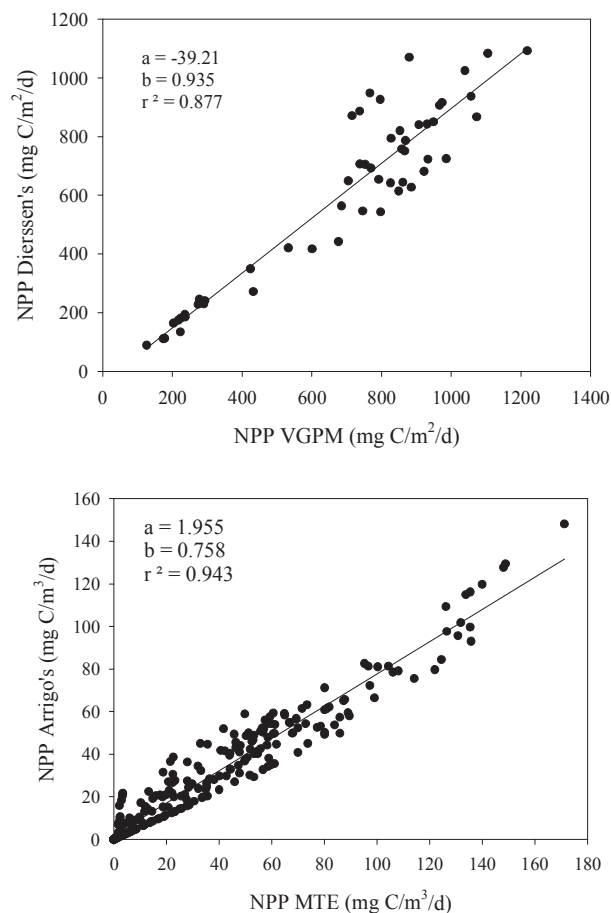 a = -39.21
b = 0.935
r ² = 0.877
NPP Dierssen's (mg C/m²/d)
1200
1000
800
600
400
200
0
0 200 400 600 800 1000 1200 1400
NPP VGPM (mg C/m²/d)
a = 1.955
b = 0.758
r ² = 0.943
NPP Arrigo's (mg C/m³/d)
160
140
120
100
80
60
40
20
0
0 20 40 60 80 100 120 140 160 180
NPP MTE (mg C/m³/d)